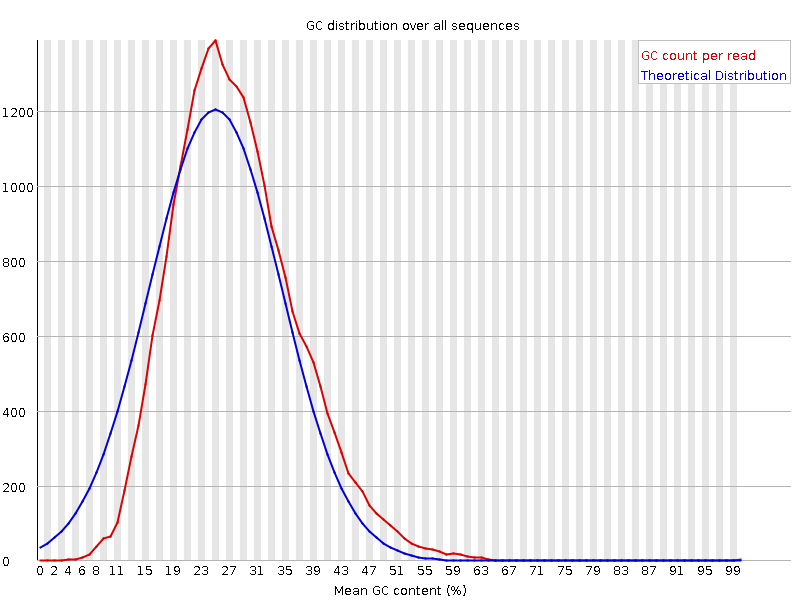 GC distribution over all sequences
GC count per read
Theoretical Distribution
1200
1000
800
600
400
200
0
0 2 4 6 8 11 15 19 23 27 31 35 39 43 47 51 55 59 63 67 71 75 79 83 87 91 95 99
Mean GC content (%)